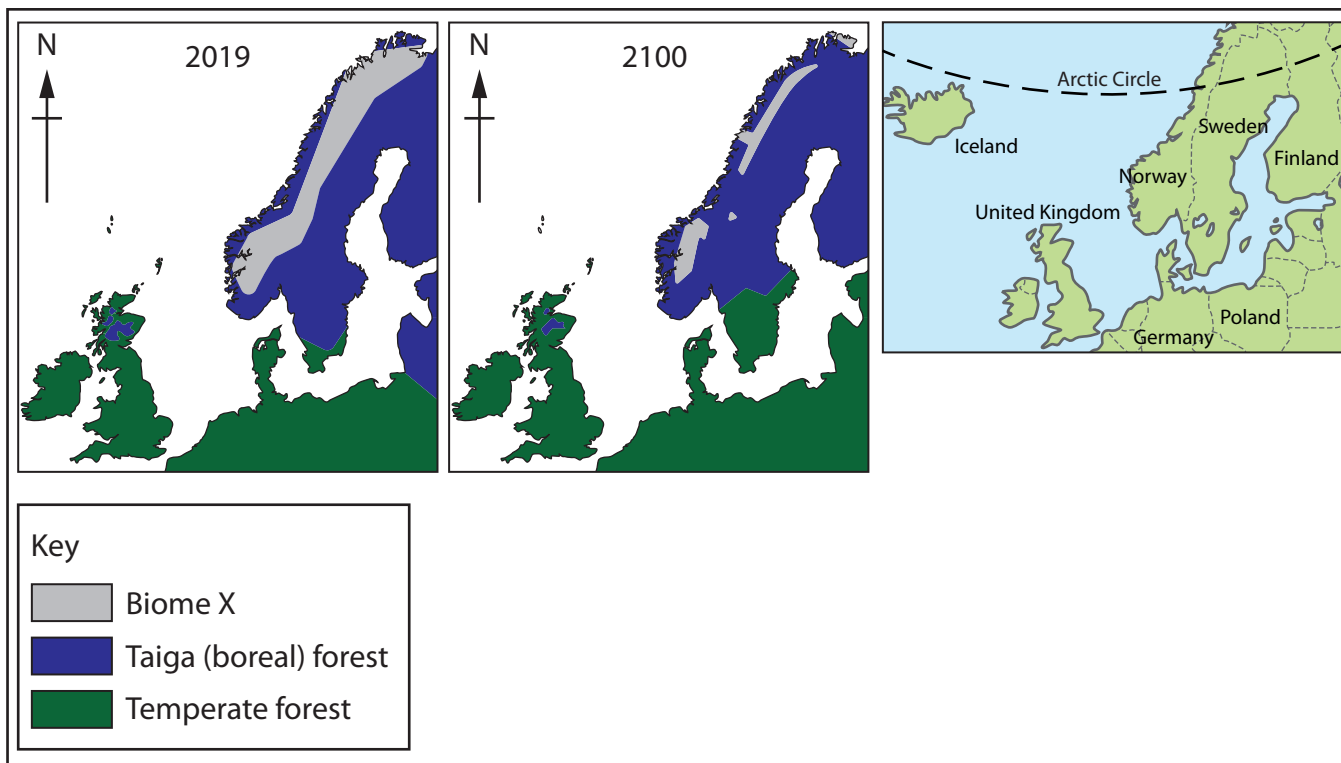 N
2019
N
2100
Arctic Circle
Iceland
Sweden
Finland
Norway
United Kingdom
Poland
Germany
Key
Biome X
Taiga (boreal) forest
Temperate forest